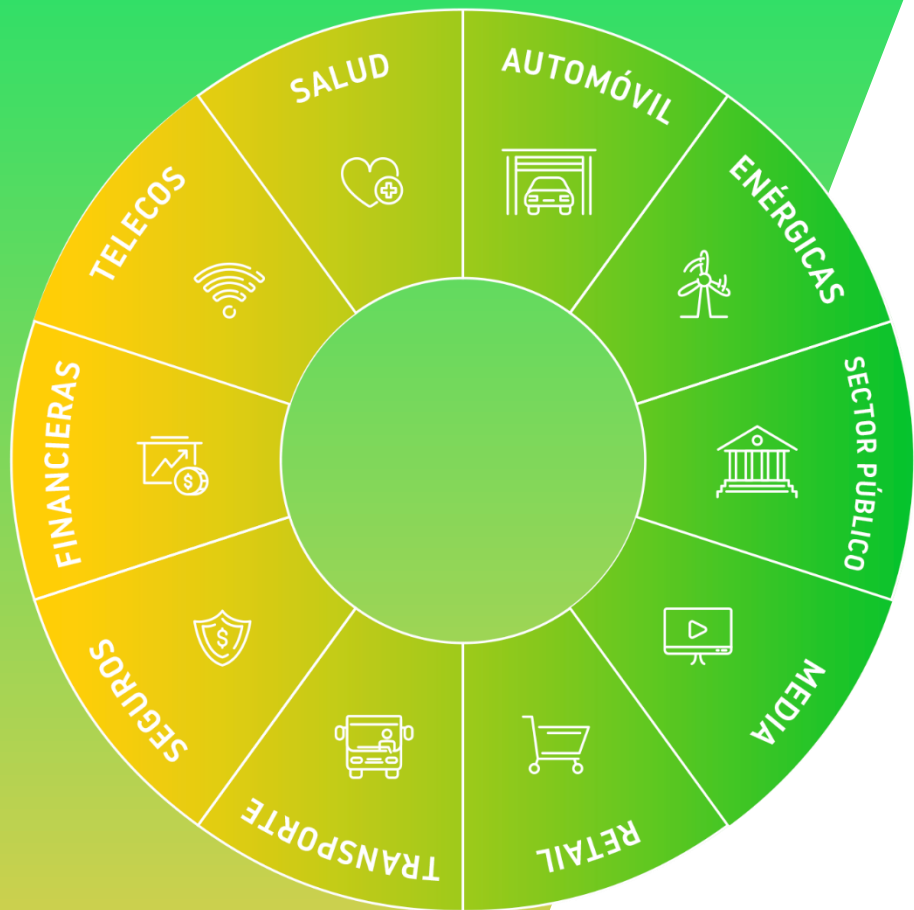 SALUD
AUTOMÓVIL
ENÉRGICAS
SECTOR PÚBLICO
MEDIA
RETAIL
TRANSPORTE
SEGUROS
FINANCIERAS
TELECOS